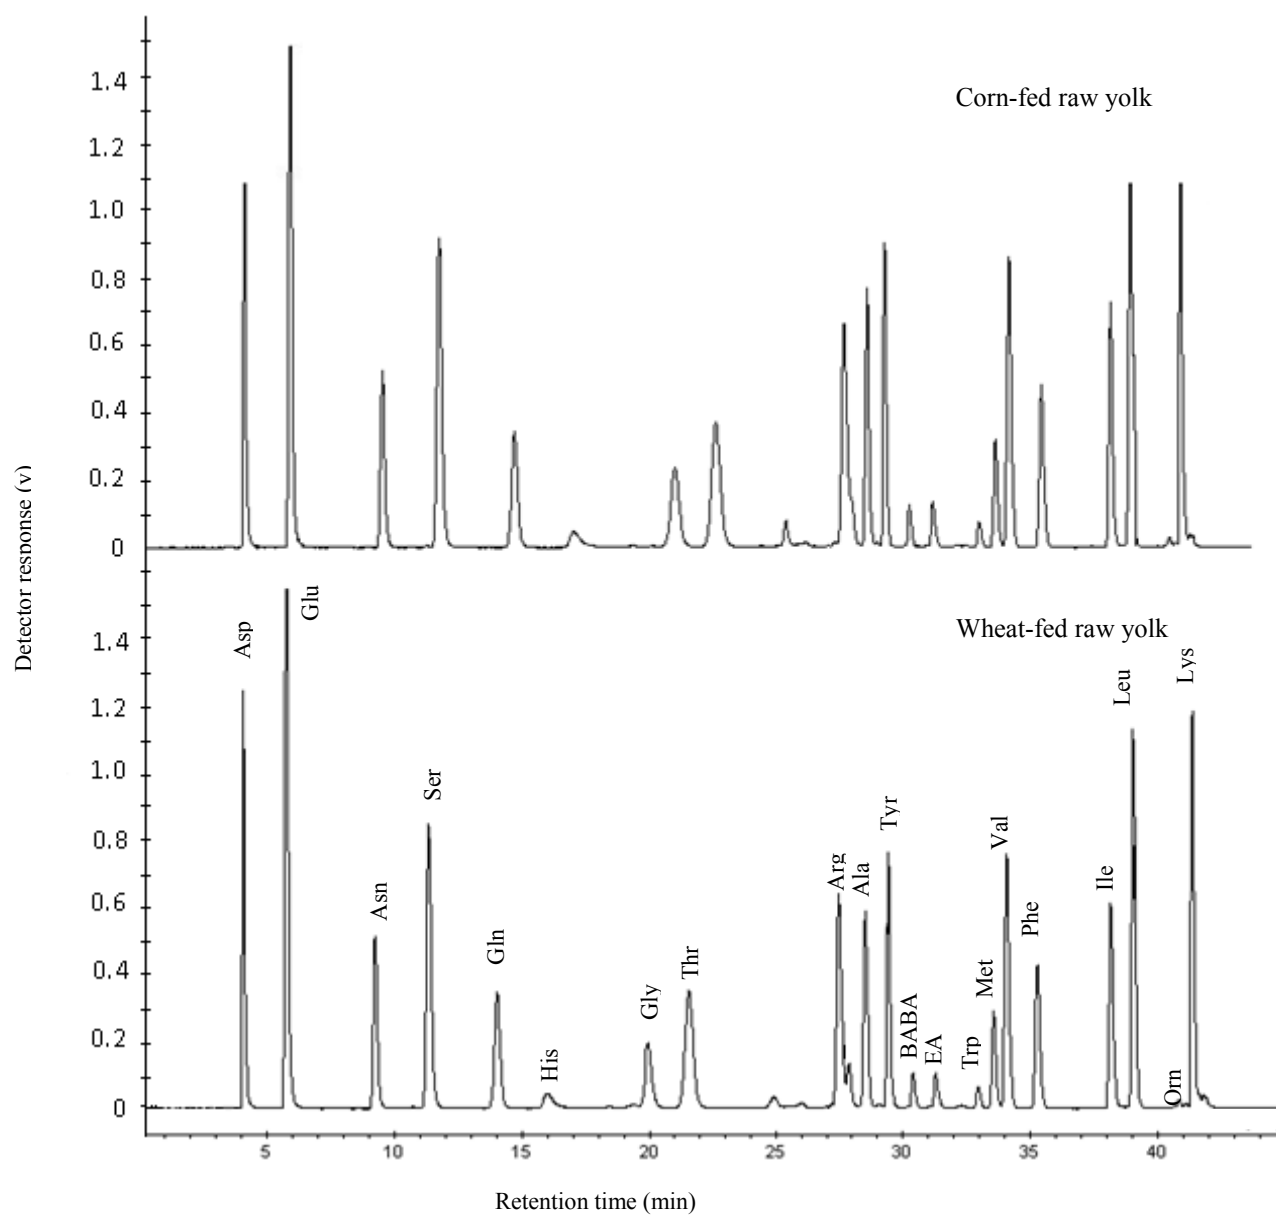 1.4
Corn-fed raw yolk
1.2
1.0
0.8
0.6
0.4
0.2
0
Detector response (v)
Wheat-fed raw yolk
1.4
1.2
1.0
0.8
0.6
0.4
0.2
0
Asp
Glu
Asn
Ser
Gln
His
Gly
Thr
Arg
Ala
Tyr
BABA
EA
Trp
Met
Val
Phe
Ile
Leu
Orn
Lys
5 10 15 20 25 30 35 40
Retention time (min)